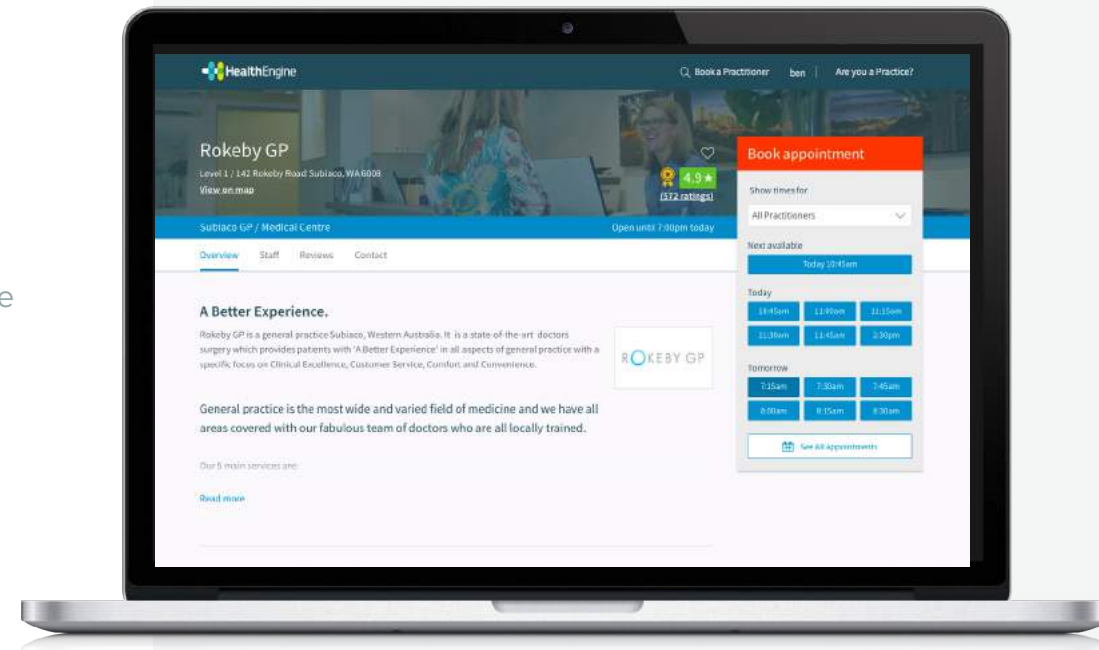 HealthEngine
Book a Practitioner
ben
Are you a Practice?
Rokeby GP
Level 1 / 142 Rokeby Road Subiaco, WA 6008
View on map
4.9 ★
(572 ratings)
Subiaco GP / Medical Centre
Open until 7:00pm today
Overview Staff Reviews Contact
e
A Better Experience.
Rokeby GP is a general practice Subiaco, Western Australia. It is a state-of-the-art doctors
surgery which provides patients with 'A Better Experience' in all aspects of general practice with a
specific focus on Clinical Excellence, Customer Service, Comfort and Convenience.
ROKEBY GP
General practice is the most wide and varied field of medicine and we have all
areas covered with our fabulous team of doctors who are all locally trained.
Our 5 main services are:
Read more
Book appointment
Show times for
All Practitioners
Next available
Today 10:45am
Today
10:45am 11:00am 11:15am
11:30am 11:45am 2:30pm
Tomorrow
7:15am 7:30am 7:45am
8:00am 8:15am 8:30am
See All Appointments